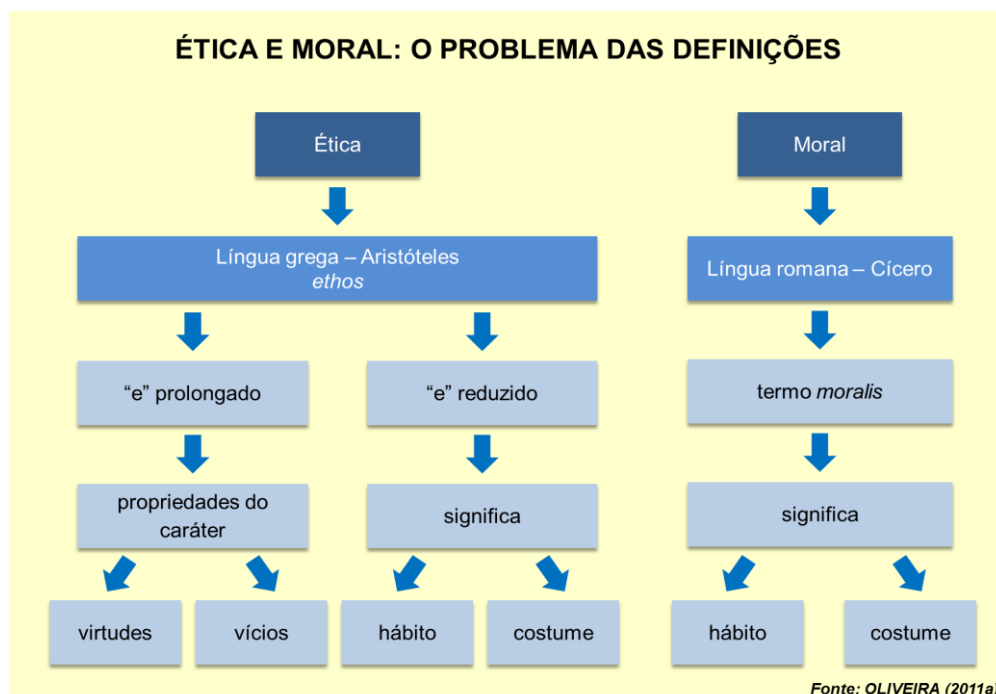 ÉTICA E MORAL: O PROBLEMA DAS DEFINIÇÕES
Ética
Moral
Língua grega – Aristóteles
ethos
Língua romana – Cícero
“e” prolongado
“e” reduzido
termo moralis
propriedades do
caráter
significa
significa
virtudes
vícios
hábito
costume
hábito
costume
Fonte: OLIVEIRA (2011a)